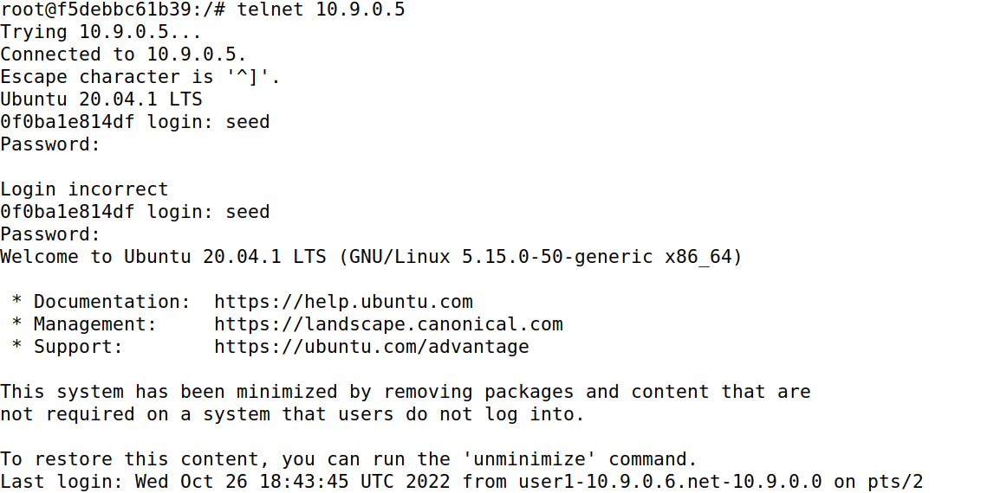 root@f5debbc61b39:/# telnet 10.9.0.5
Trying 10.9.0.5...
Connected to 10.9.0.5.
Escape character is '^]'.
Ubuntu 20.04.1 LTS
0f0ba1e814df login: seed
Password:
Login incorrect
0f0ba1e814df login: seed
Password:
Welcome to Ubuntu 20.04.1 LTS (GNU/Linux 5.15.0-50-generic x86_64)
* Documentation:  https://help.ubuntu.com
* Management:     https://landscape.canonical.com
* Support:        https://ubuntu.com/advantage
This system has been minimized by removing packages and content that are
not required on a system that users do not log into.
To restore this content, you can run the 'unminimize' command.
Last login: Wed Oct 26 18:43:45 UTC 2022 from user1-10.9.0.6.net-10.9.0.0 on pts/2